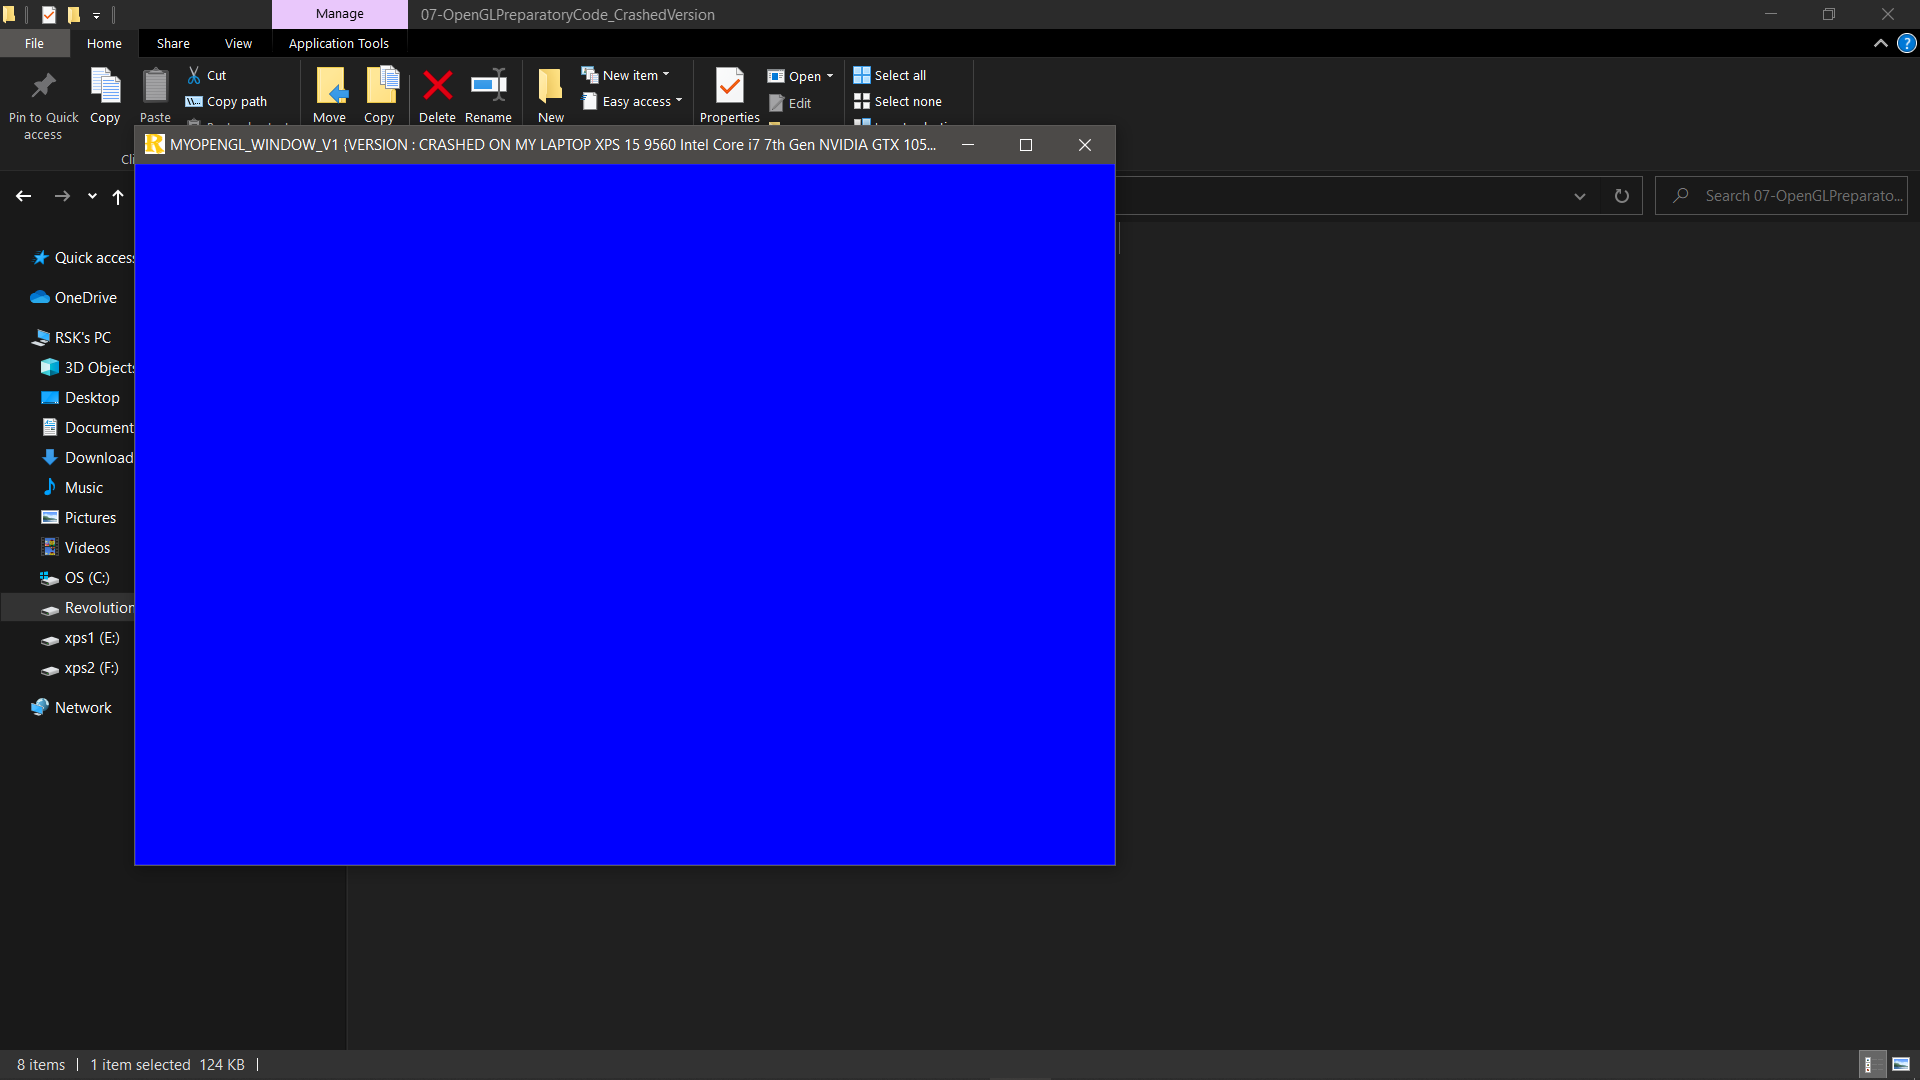 Manage
07-OpenGLPreparatoryCode_CrashedVersion
File
Home
Share
View
Application Tools
Pin to Quick
access
Copy
Paste
Cut
Copy path
Move
Copy
Delete
Rename
New
New item
Easy access
Properties
Open
Edit
Select all
Select none
MYOPENGL_WINDOW_V1 {VERSION : CRASHED ON MY LAPTOP XPS 15 9560 Intel Core i7 7th Gen NVIDIA GTX 105...
Search 07-OpenGLPreparato...
Quick access
OneDrive
RSK's PC
3D Objects
Desktop
Document
Download
Music
Pictures
Videos
OS (C:)
Revolution
xps1 (E:)
xps2 (F:)
Network
8 items
1 item selected 124 KB